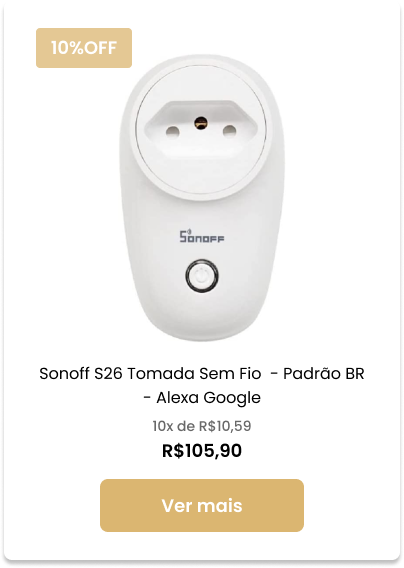 10%OFF
SONOFF
Sonoff S26 Tomada Sem Fio - Padrão BR
- Alexa Google
10x de R$10,59
R$105,90
Ver mais